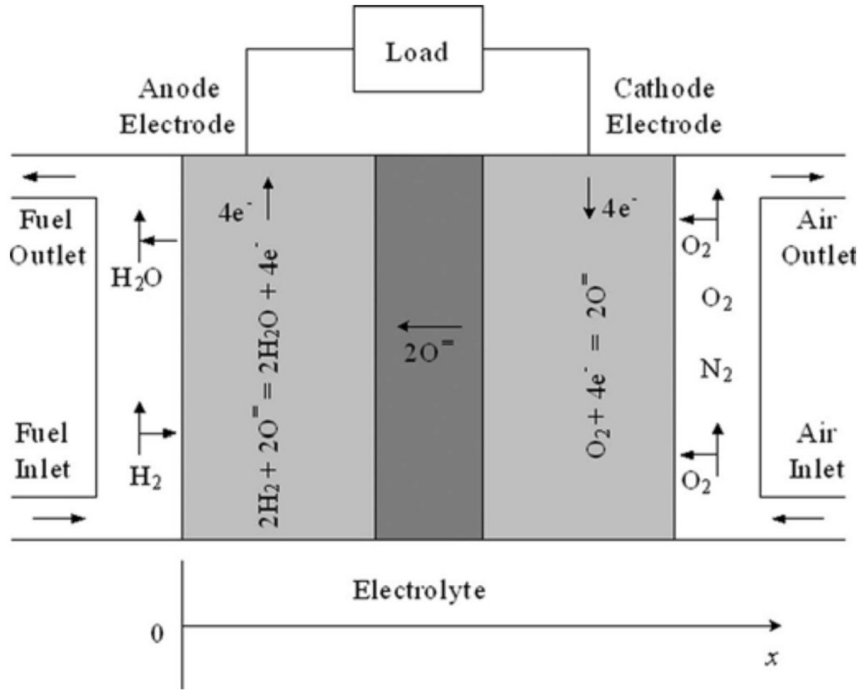 Load
Anode
Electrode
Cathode
Electrode
4e⁻
4e⁻
Fuel
Outlet
H₂O
2H₂ + 2O⁼ = 2H₂O + 4e⁻
2O⁼
O₂ + 4e⁻ = 2O⁼
O₂
O₂
N₂
O₂
Air
Outlet
Fuel
Inlet
H₂
Air
Inlet
Electrolyte
0
x